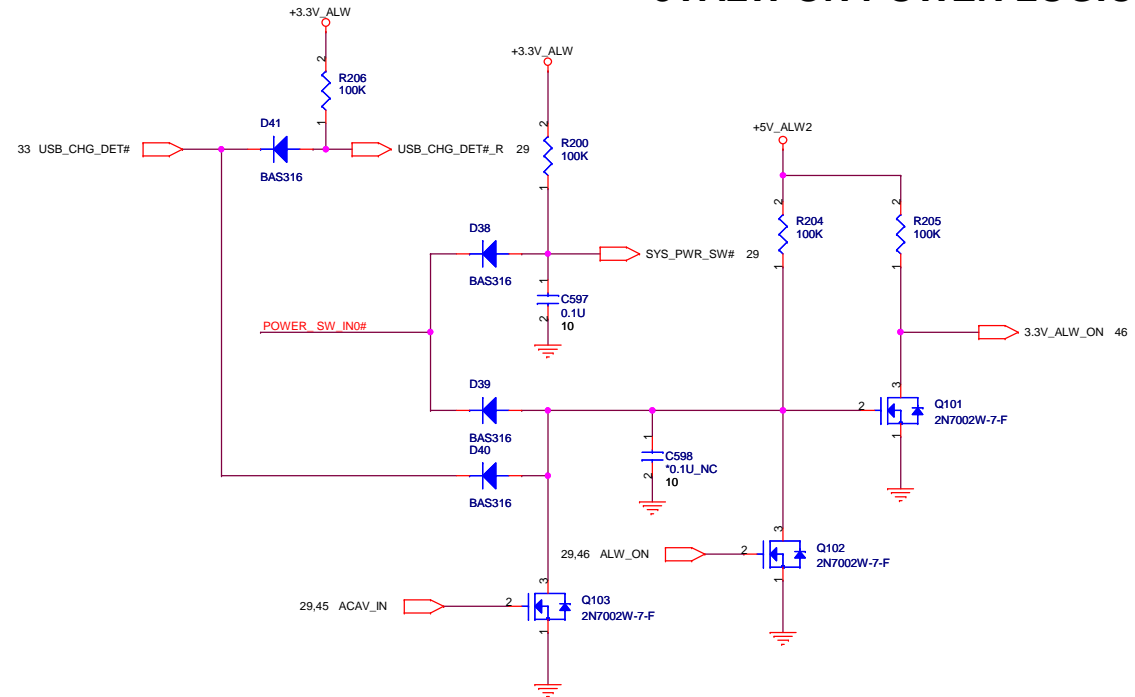 +3.3V_ALW
2
R206
100K
1
33 USB_CHG_DET#
D41
BAS316
USB_CHG_DET#_R 29
+3.3V_ALW
2
R200
100K
1
D38
BAS316
SYS_PWR_SW# 29
1
C597
0.1U
2
10
POWER_SW_IN0#
+5V_ALW2
2
R204
100K
1
2
R205
100K
1
3.3V_ALW_ON 46
D39
BAS316
D40
BAS316
1
C598
*0.1U_NC
2
10
3
2
Q101
2N7002W-7-F
1
29,46 ALW_ON
3
2
Q102
2N7002W-7-F
1
29,45 ACAV_IN
3
2
Q103
2N7002W-7-F
1